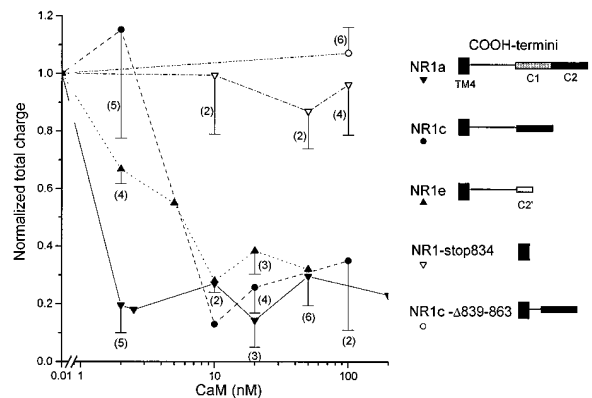 1.2
1.0
0.8
0.6
0.4
0.2
0.0
Normalized total charge
0.01 1 10 100
CaM (nM)
(6)
(5)
(2)
(2)
(4)
(4)
(3)
(2)
(4)
(6)
(5)
(3)
(2)
COOH-termini
NR1a
TM4 C1 C2
NR1c
NR1e
C2'
NR1-stop834
NR1c-Δ839-863